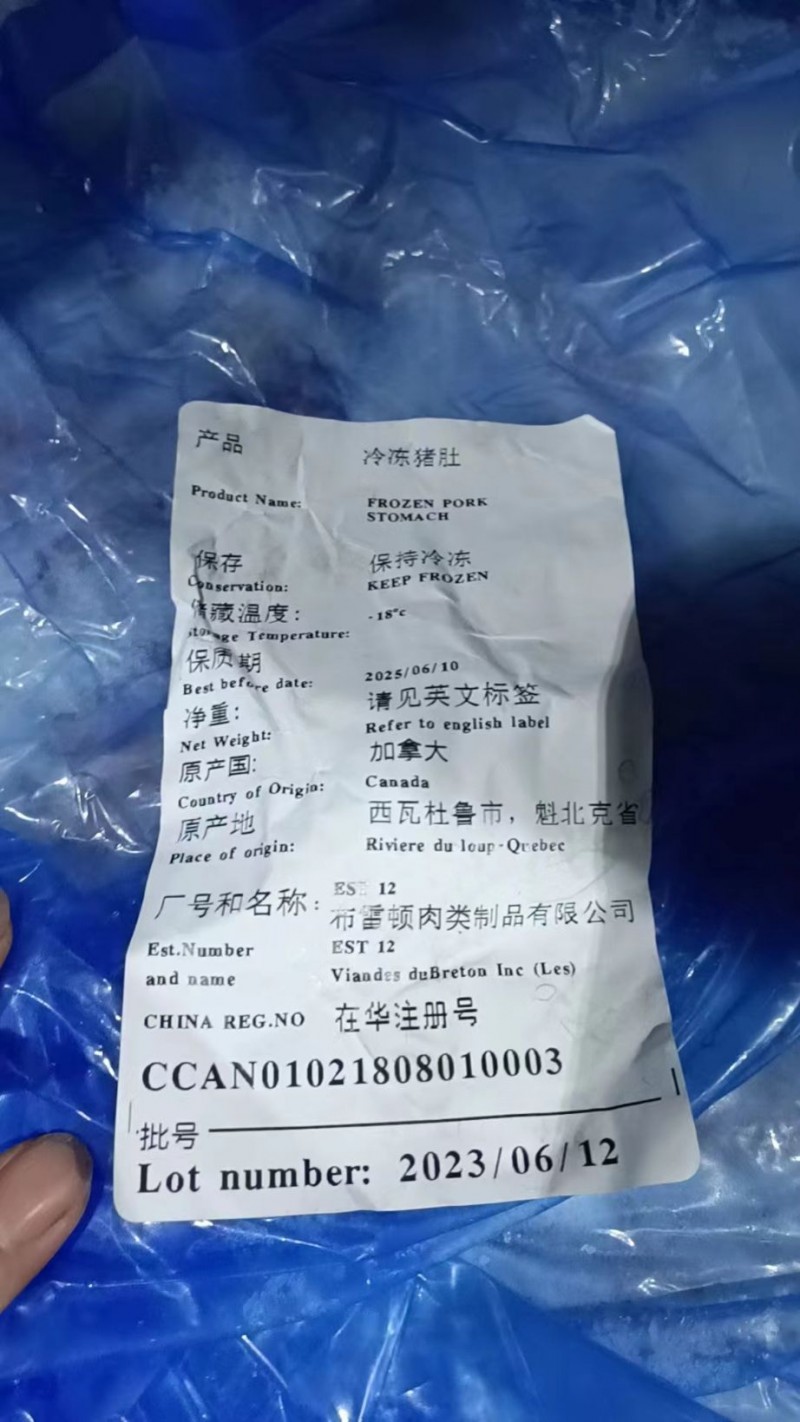 产品 冷冻猪肚
Product Name: FROZEN PORK
STOMACH
保存 保持冷冻
Conservation: KEEP FROZEN
储藏温度: -18°c
Storage Temperature:
保质期 2025/06/10
Best before date: 请见英文标签
净重: Refer to english label
Net Weight: 加拿大
原产国: Canada
Country of Origin: 西瓦杜鲁市，魁北克省
原产地
Place of origin: Riviere du loup-Quebec
EST 12
厂号和名称: 布雷顿肉类制品有限公司
Est.Number EST 12
and name Viandes duBreton Inc (Les)
CHINA REG.NO 在华注册号
CCAN01021808010003
批号
Lot number: 2023/06/12